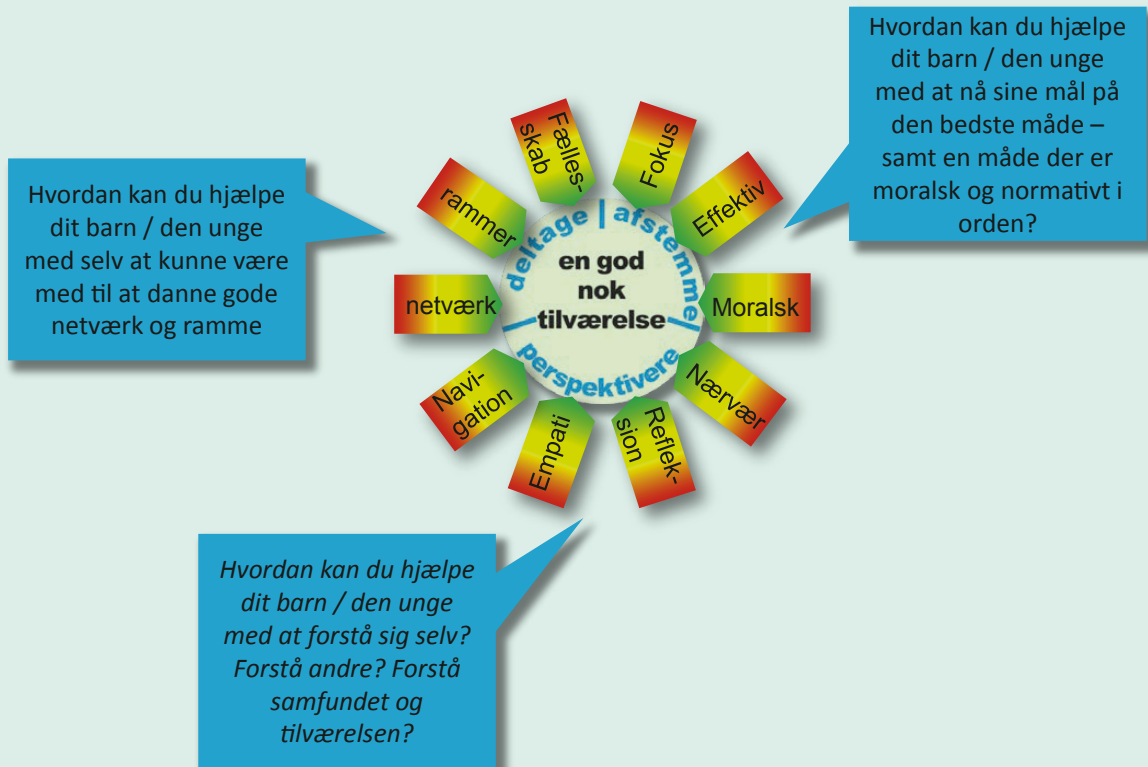 Hvordan kan du hjælpe
dit barn / den unge
med at nå sine mål på
den bedste måde –
samt en måde der er
moralsk og normativt i
orden?
Hvordan kan du hjælpe
dit barn / den unge
med selv at kunne være
med til at danne gode
netværk og ramme
Fælles-
skab
Fokus
rammer
Effektiv
netværk
Moralsk
Navi-
gation
Nærvær
Empati
Reflek-
sion
deltage | afstemme
en god
nok
tilværelse
perspektivere
Hvordan kan du hjælpe
dit barn / den unge
med at forstå sig selv?
Forstå andre? Forstå
samfundet og
tilværelsen?